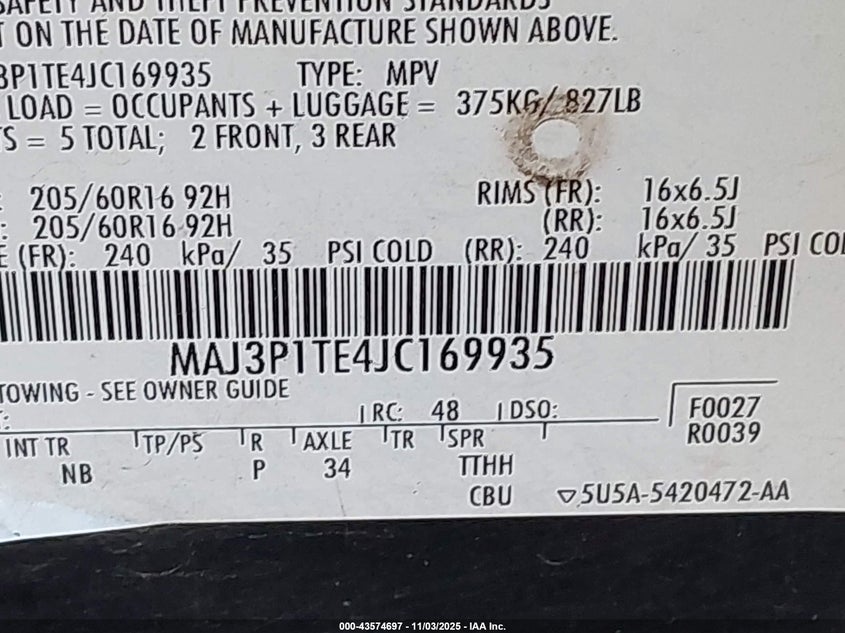 SAFETY AND THEFT PREVENTION STANDARDS
T ON THE DATE OF MANUFACTURE SHOWN ABOVE.
3P1TE4JC169935 TYPE: MPV
LOAD = OCCUPANTS + LUGGAGE = 375KG/ 827LB
TS = 5 TOTAL; 2 FRONT, 3 REAR
: 205/60R16 92H RIMS (FR): 16x6.5J
: 205/60R16 92H (RR): 16x6.5J
E (FR): 240 kPa/ 35 PSI COLD (RR): 240 kPa/ 35 PSI COL
MAJ3P1TE4JC169935
TOWING - SEE OWNER GUIDE
T: RC: 48 DSO: F0027
R0039
INT TR TP/PS R AXLE TR SPR
NB P 34 TTHH
CBU ▽5U5A-5420472-AA
000-43574697 - 11/03/2025 - IAA Inc.